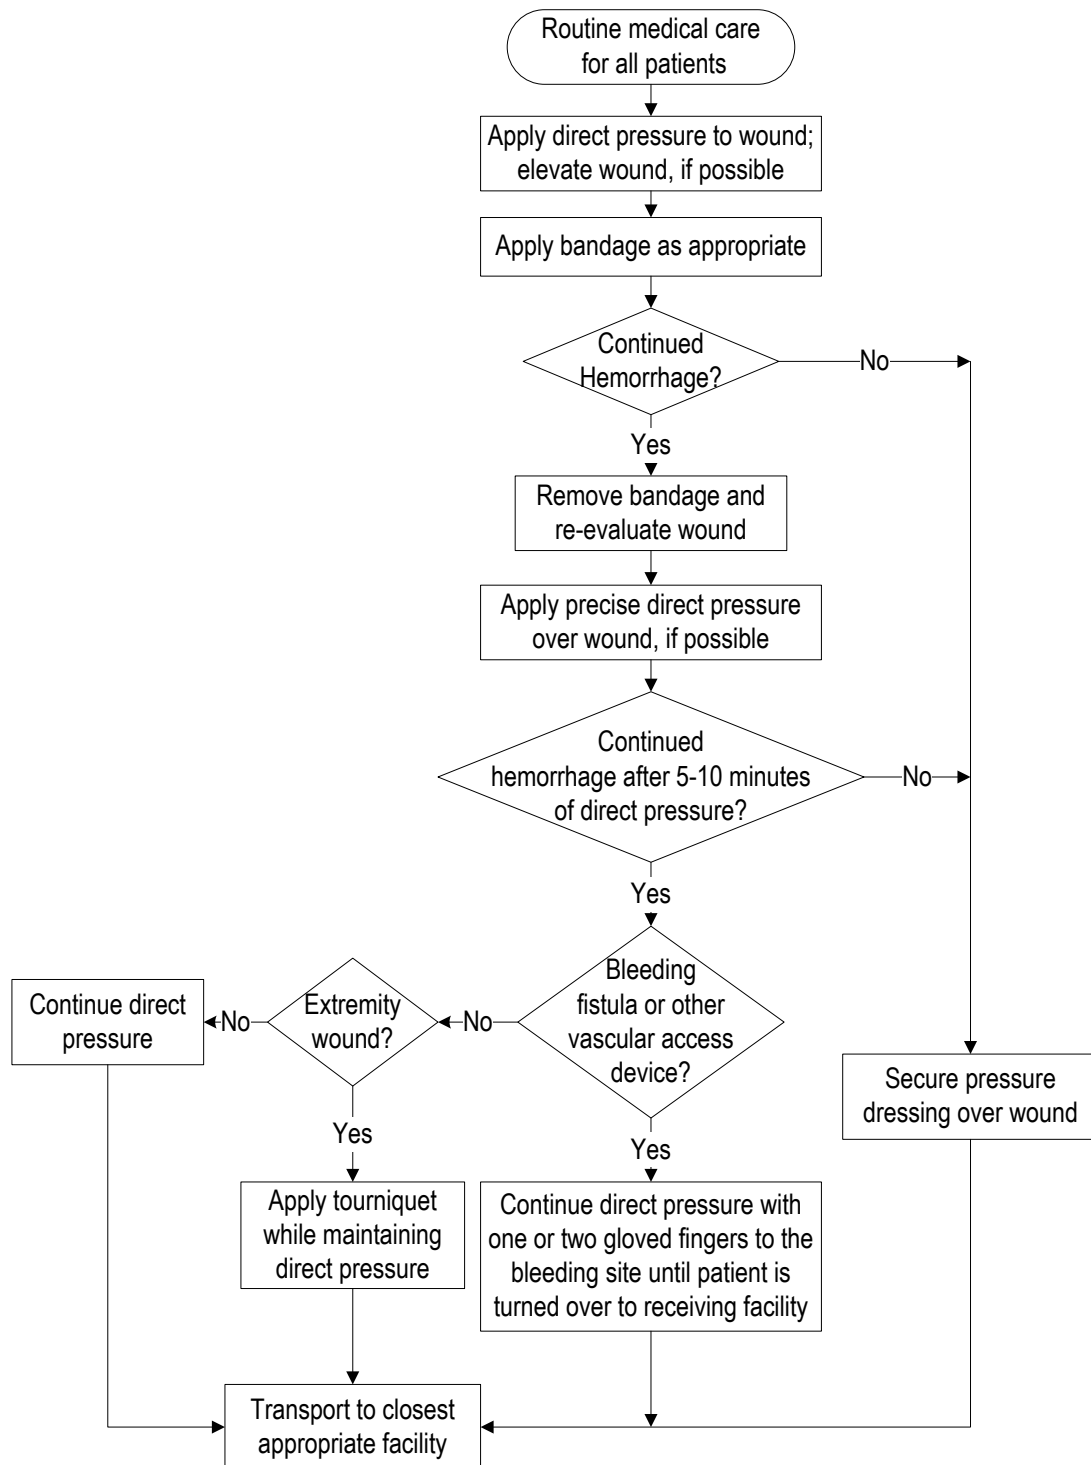 Routine medical care
for all patients
Apply direct pressure to wound;
elevate wound, if possible
Apply bandage as appropriate
Continued
Hemorrhage?
No
Yes
Remove bandage and
re-evaluate wound
Apply precise direct pressure
over wound, if possible
Continued
hemorrhage after 5-10 minutes
of direct pressure?
No
Yes
Bleeding
fistula or other
vascular access
device?
No
Extremity
wound?
No
Continue direct
pressure
Yes
Yes
Secure pressure
dressing over wound
Apply tourniquet
while maintaining
direct pressure
Continue direct pressure with
one or two gloved fingers to the
bleeding site until patient is
turned over to receiving facility
Transport to closest
appropriate facility